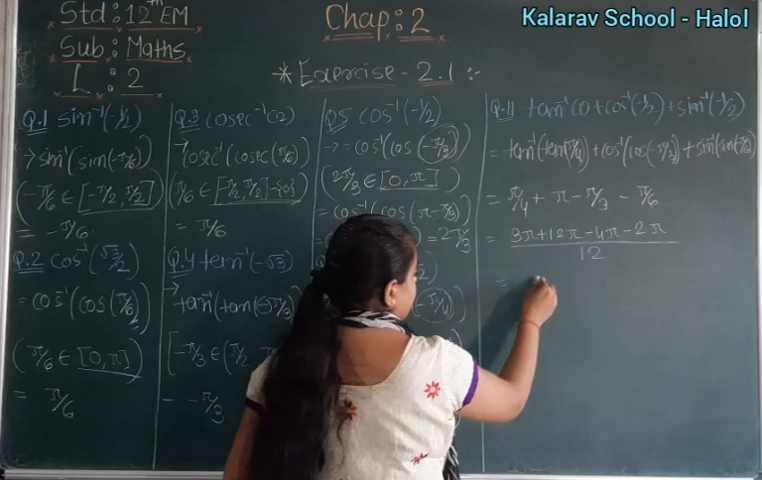 Std : 12th EM
Sub : Maths
L : 2
Chap : 2
Kalarav School - Halol
* Exercise - 2.1 :-
Q.1 sin⁻¹(-1/2)
→ sin⁻¹(sin(-π/6))
(-π/6 ∈ [-π/2, π/2])
= -π/6
Q.2 cos⁻¹(√3/2)
= cos⁻¹(cos(π/6))
(π/6 ∈ [0, π])
= π/6
Q.3 cosec⁻¹(2)
→ cosec⁻¹(cosec(π/6))
(π/6 ∈ [-π/2, π/2] - {0})
= π/6
Q.4 tan⁻¹(-√3)
→ tan⁻¹(tan(-π/3))
[-π/3 ∈ (π/2
- -π/3
Q.5 cos⁻¹(-1/2)
→ = cos⁻¹(cos(-π/3))
(2π/3 ∈ [0, π])
= cos⁻¹(cos(π-π/3)
= 2π/3
Q-11 tan⁻¹(1)+cos⁻¹(-1/2)+sin⁻¹(-1/2)
= tan⁻¹(tan π/4)+cos⁻¹(cos(-π/3)+sin⁻¹(sin(π/6)
= π/4 + π - π/3 - π/6
= 3π+12π-4π-2π
12
=